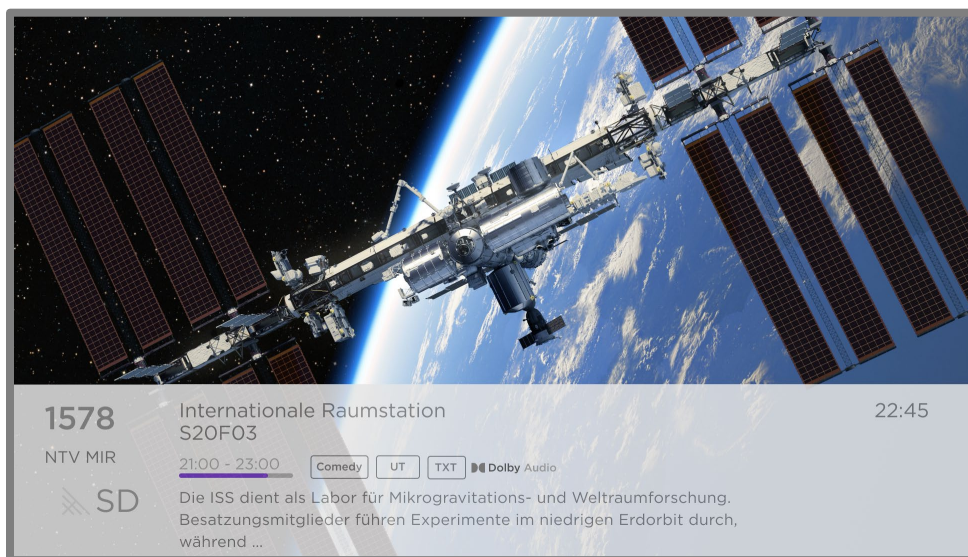 1578
NTV MIR
SD
Internationale Raumstation
S20F03
21:00 - 23:00
Comedy
UT
TXT
Dolby Audio
Die ISS dient als Labor für Mikrogravitations- und Weltraumforschung.
Besatzungsmitglieder führen Experimente im niedrigen Erdorbit durch,
während ...
22:45